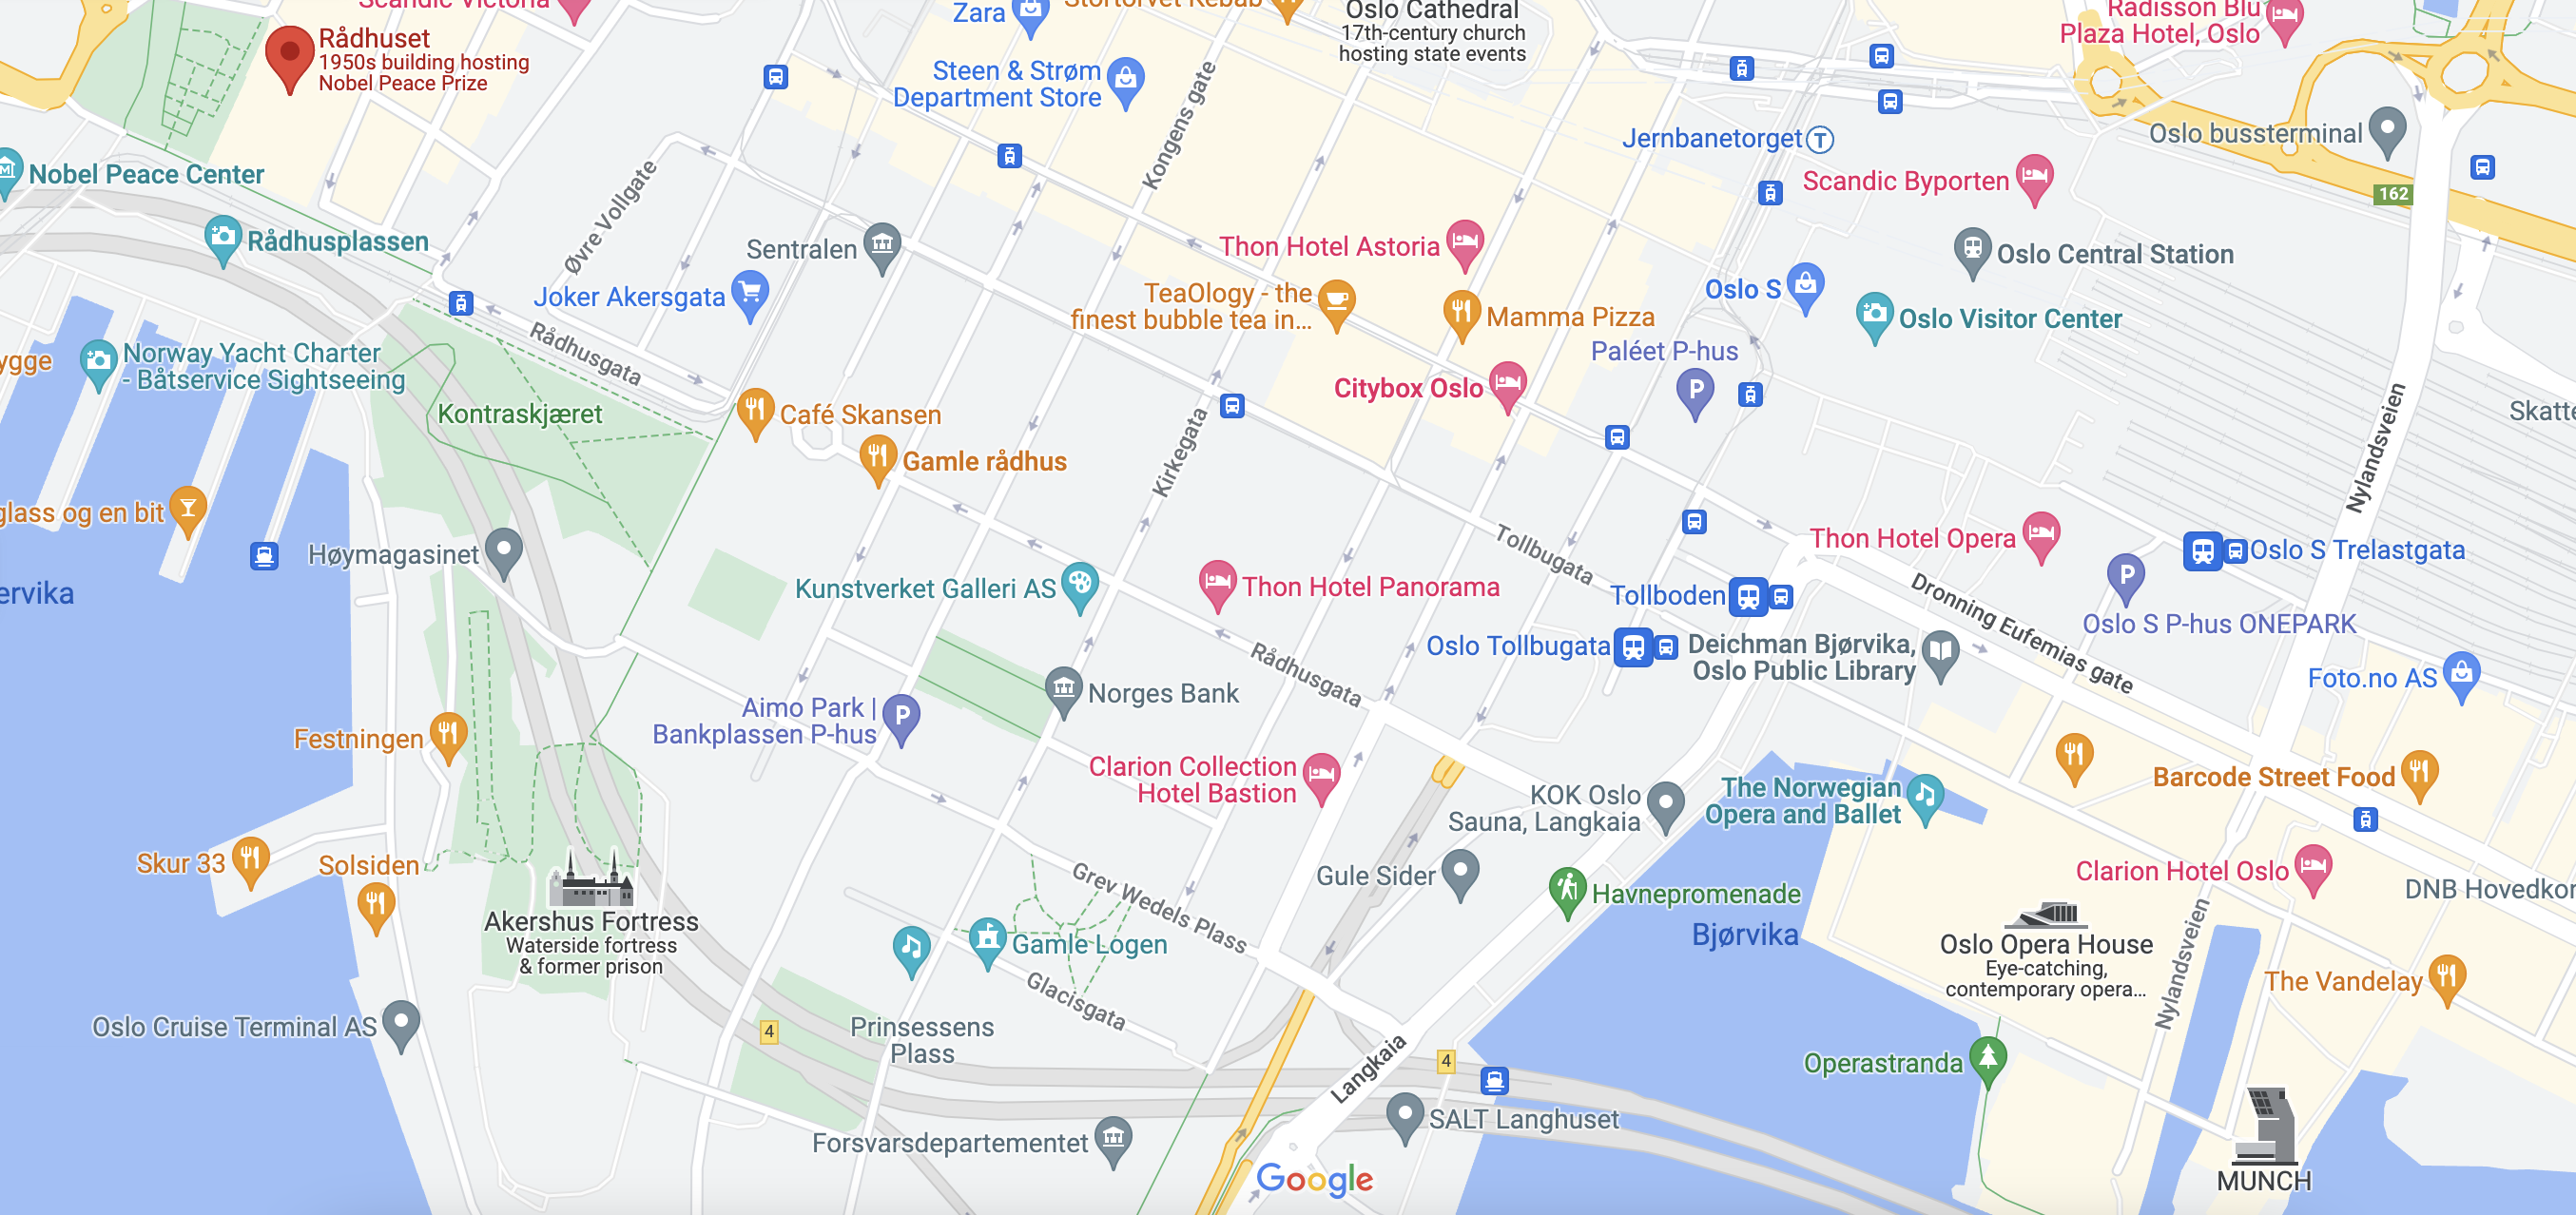 Scandic Victoria
Zara
Stortorvet Kebab
Oslo Cathedral
17th-century church
hosting state events
Radisson Blu
Plaza Hotel, Oslo
Rådhuset
1950s building hosting
Nobel Peace Prize
Steen & Strøm
Department Store
Kongens gate
Jernbanetorget
T
Oslo bussterminal
Nobel Peace Center
Scandic Byporten
162
Øvre Vollgate
Rådhusplassen
Sentralen
Thon Hotel Astoria
Oslo Central Station
Joker Akersgata
TeaOlogy - the
finest bubble tea in...
Mamma Pizza
Oslo S
Oslo Visitor Center
Rådhusgata
Paléet P-hus
P
ygge
Norway Yacht Charter
- Båtservice Sightseeing
Citybox Oslo
Kontraskjæret
Café Skansen
Skatte
Gamle rådhus
Kirkegata
Nylandsveien
glass og en bit
Høymagasinet
Tollbugata
Thon Hotel Opera
Oslo S Trelastgata
P
ervika
Kunstverket Galleri AS
Thon Hotel Panorama
Tollboden
Dronning Eufemias gate
Oslo S P-hus ONEPARK
Oslo Tollbugata
Deichman Bjørvika,
Oslo Public Library
Rådhusgata
Norges Bank
Foto.no AS
Aimo Park |
Bankplassen P-hus
P
Festningen
Clarion Collection
Hotel Bastion
KOK Oslo
Sauna, Langkaia
The Norwegian
Opera and Ballet
Barcode Street Food
Skur 33
Solsiden
Grev Wedels Plass
Gule Sider
Havnepromenade
Clarion Hotel Oslo
DNB Hovedkor
Akershus Fortress
Waterside fortress
& former prison
Gamle Logen
Bjørvika
Oslo Opera House
Eye-catching,
contemporary opera...
Nylandsveien
The Vandelay
Glacisgata
Oslo Cruise Terminal AS
4
Prinsessens
Plass
Langkaia
4
Operastranda
SALT Langhuset
Forsvarsdepartementet
Google
MUNCH